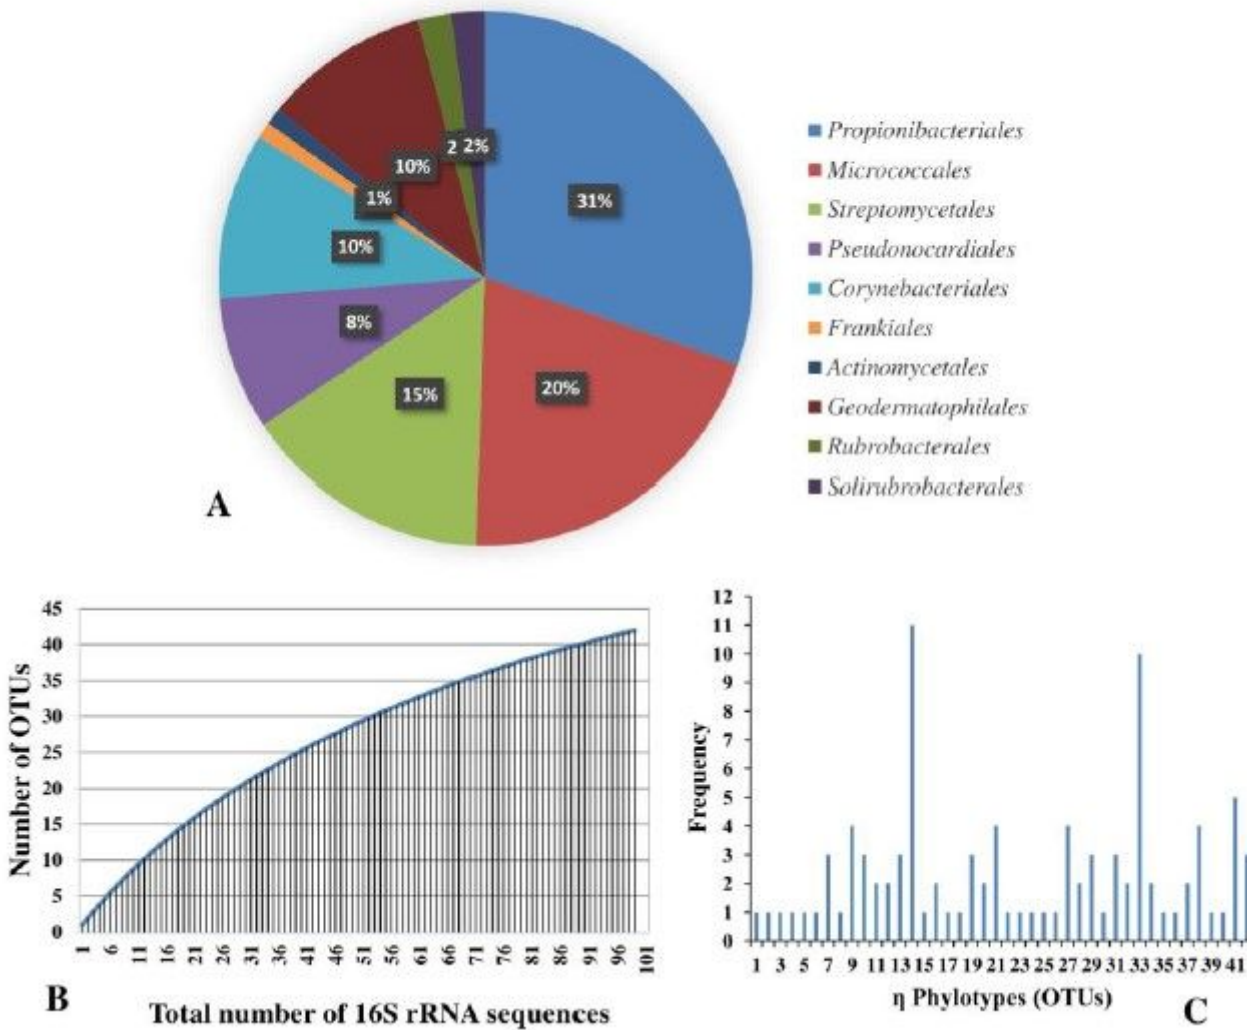 2 2%
10%
31%
1%
10%
8%
20%
15%
Propionibacteriales
Micrococcales
Streptomycetales
Pseudonocardiales
Corynebacteriales
Frankiales
Actinomycetales
Geodermatophilales
Rubrobacterales
Solirubrobacterales
A
45
40
35
30
25
20
15
10
5
0
Number of OTUs
1 6 11 16 21 26 31 36 41 46 51 56 61 66 71 76 81 86 91 96 101
Total number of 16S rRNA sequences
B
12
11
10
9
8
7
6
5
4
3
2
1
0
Frequency
1 3 5 7 9 11 13 15 17 19 21 23 25 27 29 31 33 35 37 39 41
η Phylotypes (OTUs)
C